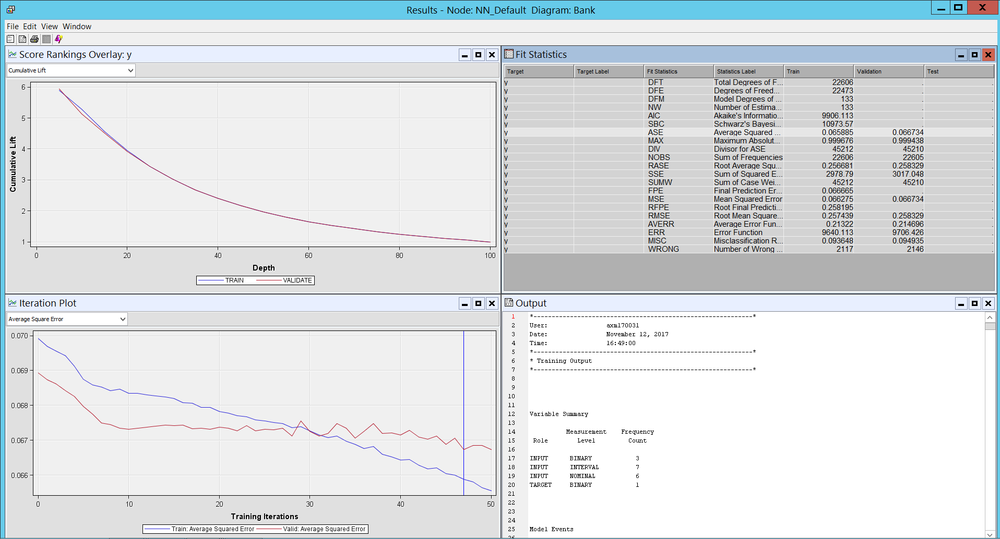 Results - Node: NN_Default  Diagram: Bank
File Edit View Window
Score Rankings Overlay: y
Cumulative Lift
6
5
4
3
2
1
Cumulative Lift
0 20 40 60 80 100
Depth
TRAIN VALIDATE
Fit Statistics
Target Target Label Fit Statistics Statistics Label Train Validation Test
y DFT Total Degrees of F... 22606 . .
y DFE Degrees of Freed... 22473 . .
y DFM Model Degrees of ... 133 . .
y NW Number of Estima... 133 . .
y AIC Akaike's Informatio... 9906.113 . .
y SBC Schwarz's Bayesi... 10973.57 . .
y ASE Average Squared ... 0.065885 0.066734 .
y MAX Maximum Absolut... 0.999676 0.999438 .
y DIV Divisor for ASE 45212 45210 .
y NOBS Sum of Frequencies 22606 22605 .
y RASE Root Average Squ... 0.256681 0.258329 .
y SSE Sum of Squared E... 2978.79 3017.048 .
y SUMW Sum of Case Wei... 45212 45210 .
y FPE Final Prediction Er... 0.066665 . .
y MSE Mean Squared Error 0.066275 0.066734 .
y RFPE Root Final Predicti... 0.258195 . .
y RMSE Root Mean Square... 0.257439 0.258329 .
y AVERR Average Error Fun... 0.21322 0.214696 .
y ERR Error Function 9640.113 9706.426 .
y MISC Misclassification R... 0.093648 0.094935 .
y WRONG Number of Wrong ... 2117 2146 .
Iteration Plot
Average Square Error
0.070
0.069
0.068
0.067
0.066
0 10 20 30 40 50
Training Iterations
Train: Average Squared Error Valid: Average Squared Error
Output
1 *------------------------------------------------------------*
2 User: axm170031
3 Date: November 12, 2017
4 Time: 16:49:00
5 *------------------------------------------------------------*
6 * Training Output
7 *------------------------------------------------------------*
8
9
10
11
12 Variable Summary
13
14 Measurement Frequency
15 Role Level Count
16
17 INPUT BINARY 3
18 INPUT INTERVAL 7
19 INPUT NOMINAL 6
20 TARGET BINARY 1
21
22
23
24
25 Model Events
26